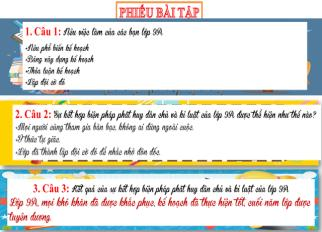 PHIẾU BÀI TẬP
1. Câu 1: Nêu việc làm của các bạn lớp 9A.
-Nêu phổ biến kế hoạch
-Cùng xây dựng kế hoạch
-Thảo luận kế hoạch
-Lớp đội cờ đỏ
2. Câu 2: Sự kết hợp biện pháp phát huy dân chủ và kỉ luật của lớp 9A được thể hiện như thế nào?
-Mọi người cùng tham gia bàn bạc, không ai đứng ngoài cuộc.
-Ý thức tự giác.
-Lớp đã thành lập đội cờ đỏ để nhắc nhở đôn đốc.
3. Câu 3: Kết quả của sự kết hợp biện pháp phát huy dân chủ và kỉ luật của lớp 9A.
Lớp 9A, mọi khó khăn đã được khắc phục, kế hoạch đã thực hiện tốt, cuối năm lớp được
tuyên dương.